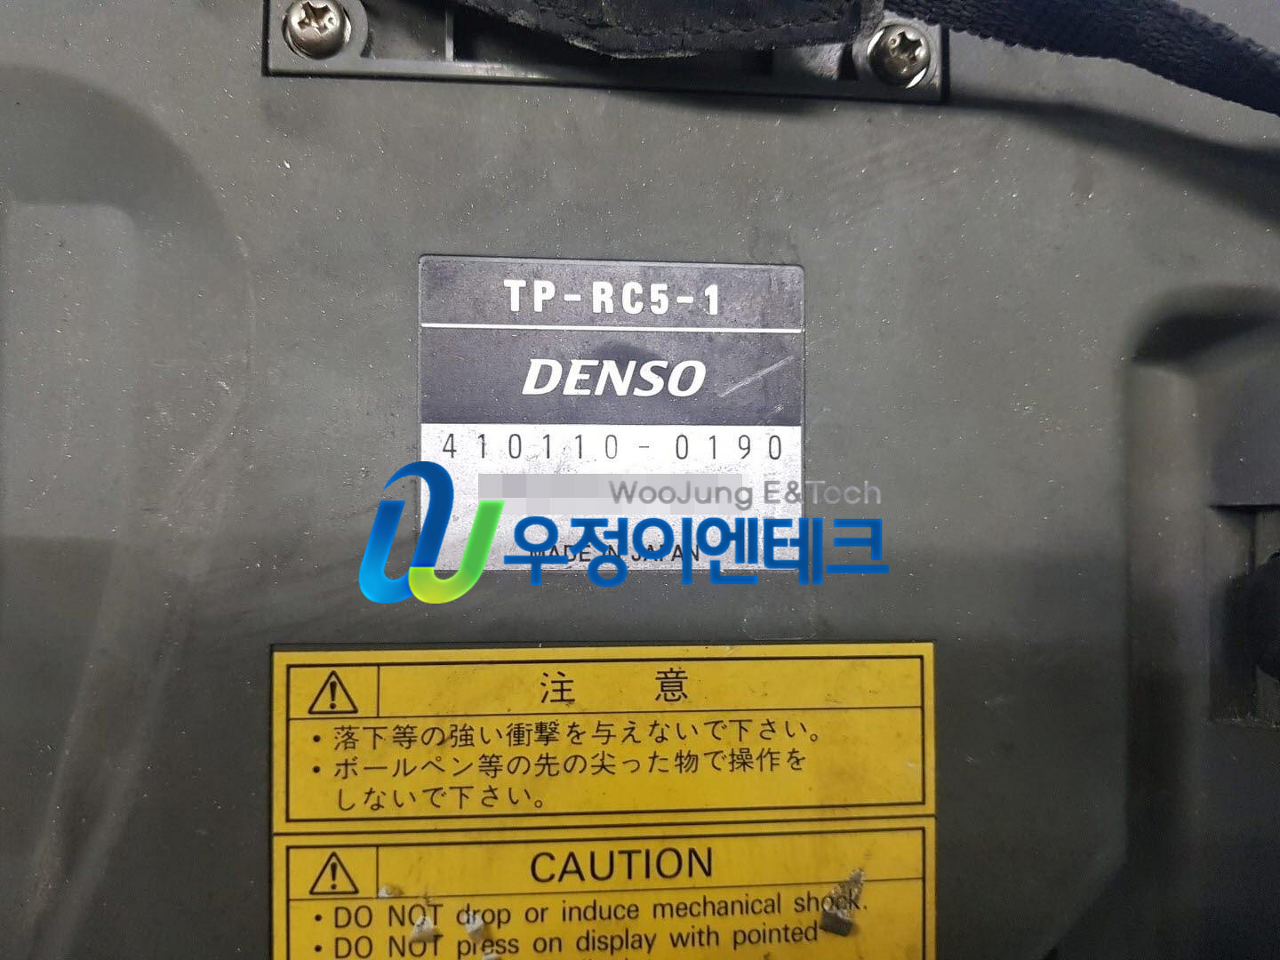 TP-RC5-1
DENSO
410110-0190
WooJung E&Tech
우정이엔테크
MADE IN JAPAN
注 意
・落下等の強い衝撃を与えないで下さい。
・ボールペン等の先の尖った物で操作を
しないで下さい。
CAUTION
・DO NOT drop or induce mechanical shock.
・DO NOT press on display with pointed